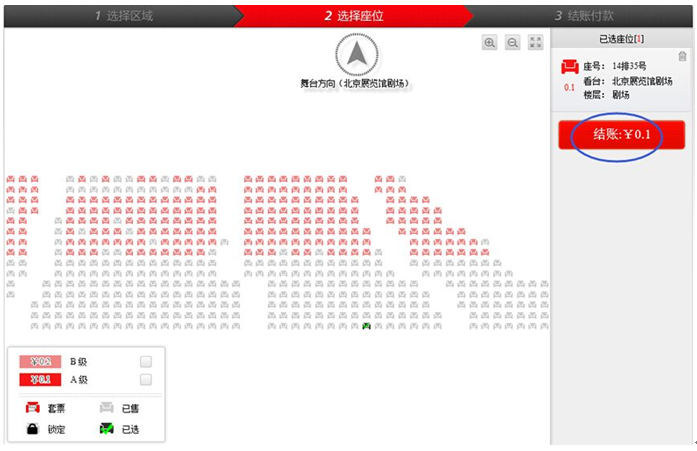 1 选择区域
2 选择座位
3 结账付款
舞台方向（北京展览馆剧场）
已选座位[1]
座号： 14排35号
看台： 北京展览馆剧场
楼层： 剧场
0.1
结账:￥0.1
￥0.2 B 级
￥0.1 A 级
套票 已售
锁定 已选